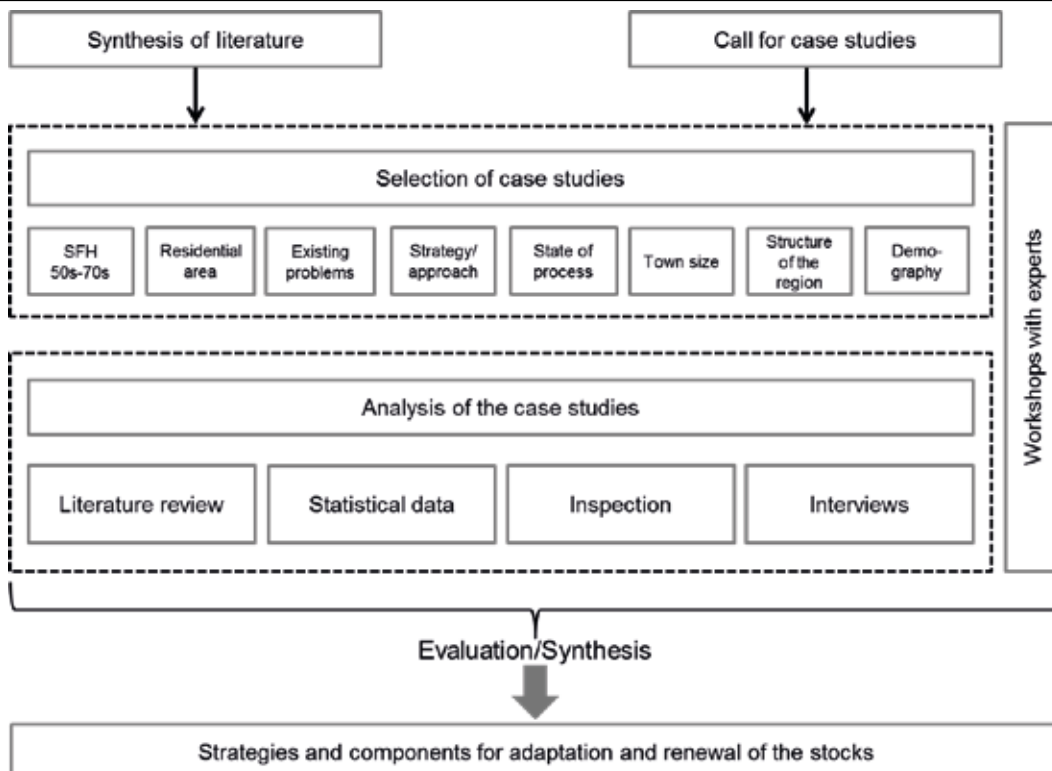 Synthesis of literature
Call for case studies
Selection of case studies
SFH
50s-70s
Residential
area
Existing
problems
Strategy/
approach
State of
process
Town size
Structure
of the
region
Demo-
graphy
Workshops with experts
Analysis of the case studies
Literature review
Statistical data
Inspection
Interviews
Evaluation/Synthesis
Strategies and components for adaptation and renewal of the stocks